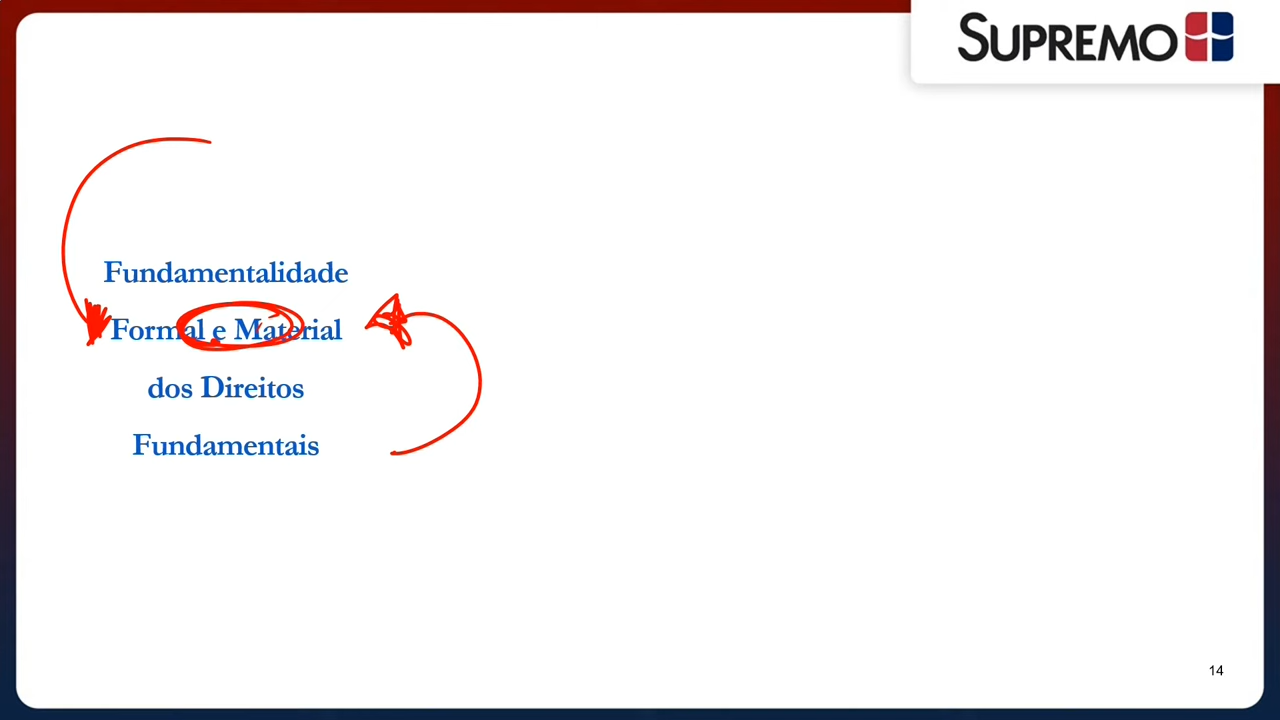 SUPREMO
Fundamentalidade
Formal e Material
dos Direitos
Fundamentais
14